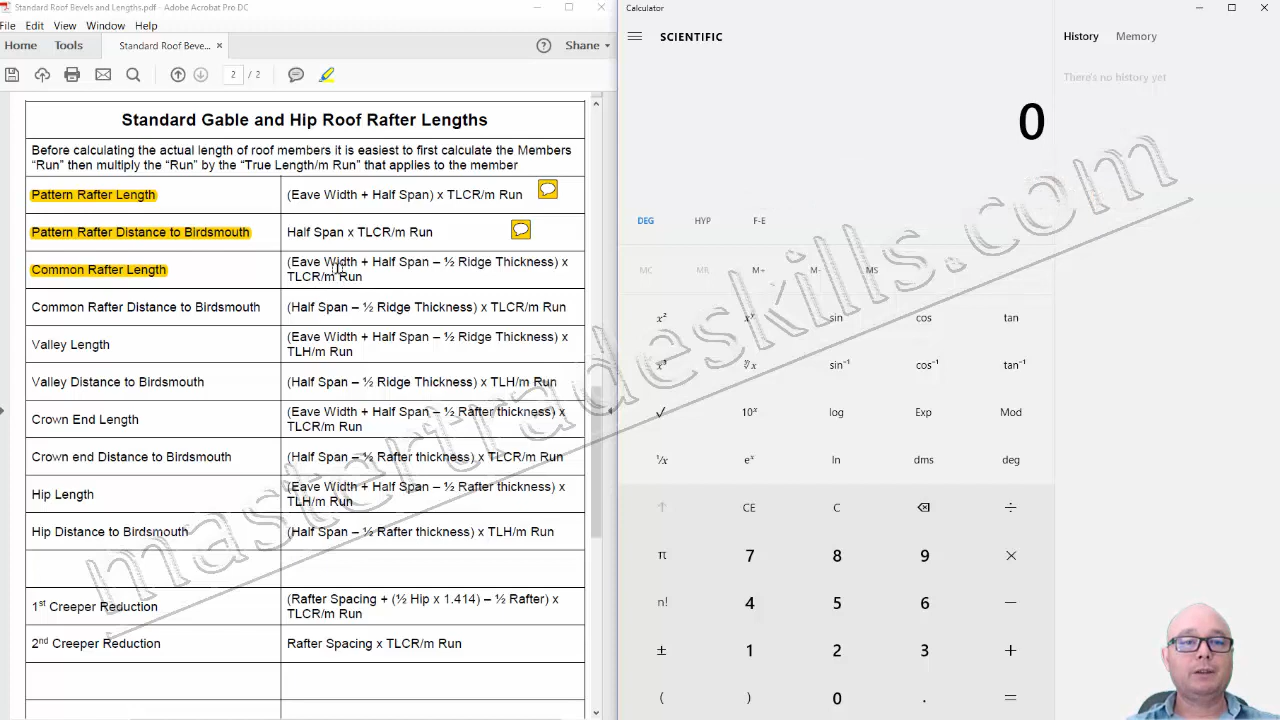 Standard Roof Bevels and Lengths.pdf - Adobe Acrobat Pro DC
File Edit View Window Help
Home Tools Standard Roof Beve... × Share
2 / 2
Standard Gable and Hip Roof Rafter Lengths
Before calculating the actual length of roof members it is easiest to first calculate the Members
“Run” then multiply the “Run” by the “True Length/m Run” that applies to the member
Pattern Rafter Length (Eave Width + Half Span) x TLCR/m Run
Pattern Rafter Distance to Birdsmouth Half Span x TLCR/m Run
Common Rafter Length (Eave Width + Half Span – ½ Ridge Thickness) x
TLCR/m Run
Common Rafter Distance to Birdsmouth (Half Span – ½ Ridge Thickness) x TLCR/m Run
Valley Length (Eave Width + Half Span – ½ Ridge Thickness) x
TLH/m Run
Valley Distance to Birdsmouth (Half Span – ½ Ridge Thickness) x TLH/m Run
Crown End Length (Eave Width + Half Span – ½ Rafter thickness) x
TLCR/m Run
Crown end Distance to Birdsmouth (Half Span – ½ Rafter thickness) x TLCR/m Run
Hip Length (Eave Width + Half Span – ½ Rafter thickness) x
TLH/m Run
Hip Distance to Birdsmouth (Half Span – ½ Rafter thickness) x TLH/m Run
1st Creeper Reduction (Rafter Spacing + (½ Hip x 1.414) – ½ Rafter) x
TLCR/m Run
2nd Creeper Reduction Rafter Spacing x TLCR/m Run
Calculator
SCIENTIFIC
History Memory
There's no history yet
0
DEG HYP F-E
MC MR M+ M- MS
x² xʸ sin cos tan
x³ ʸ√x sin⁻¹ cos⁻¹ tan⁻¹
√ 10ˣ log Exp Mod
¹/x eˣ ln dms deg
↑ CE C ⌫ ÷
π 7 8 9 ×
n! 4 5 6 −
± 1 2 3 +
( ) 0 . =
mastertradeskills.com